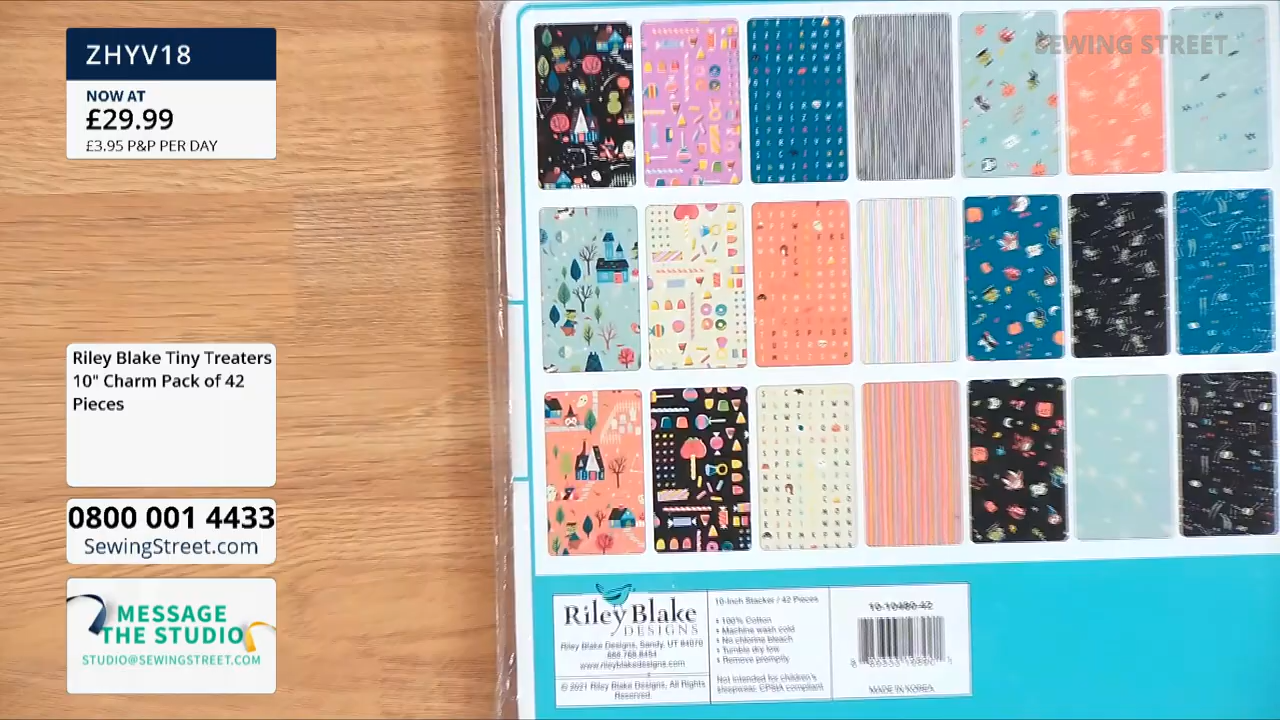 ZHYV18
NOW AT
£29.99
£3.95 P&P PER DAY
SEWING STREET
Riley Blake Tiny Treaters
10" Charm Pack of 42
Pieces
0800 001 4433
SewingStreet.com
MESSAGE
THE STUDIO
STUDIO@SEWINGSTREET.COM
Riley Blake
DESIGNS
Riley Blake Designs, Sandy, UT 84070
www.rileyblakedesigns.com
© 2021 Riley Blake Designs, All Rights
Reserved.
10-Inch Stacker / 42 Pieces
• 100% Cotton
• Machine wash cold
• No chlorine bleach
• Tumble dry low
• Remove promptly
Not intended for children's
sleepwear. CPSIA compliant
10-10480-42
MADE IN KOREA